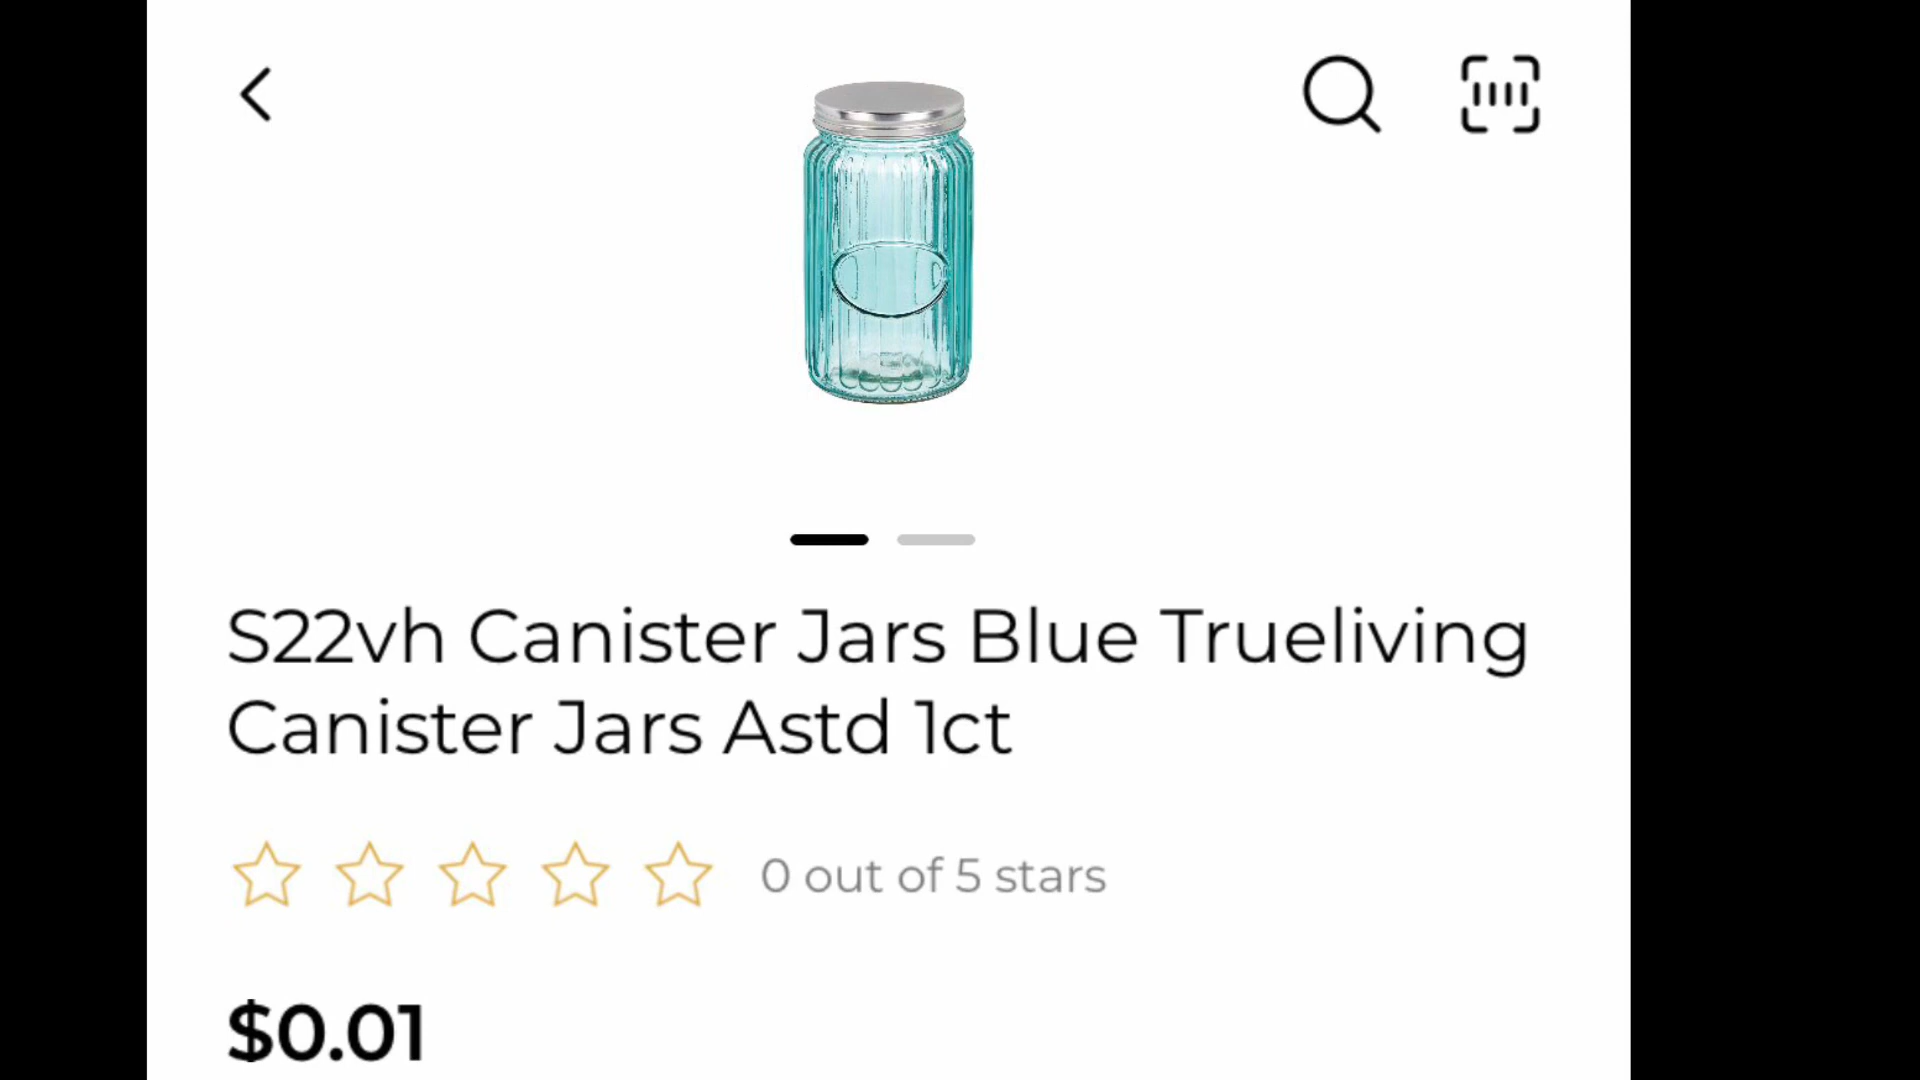 S22vh Canister Jars Blue Trueliving
Canister Jars Astd 1ct
0 out of 5 stars
$0.01